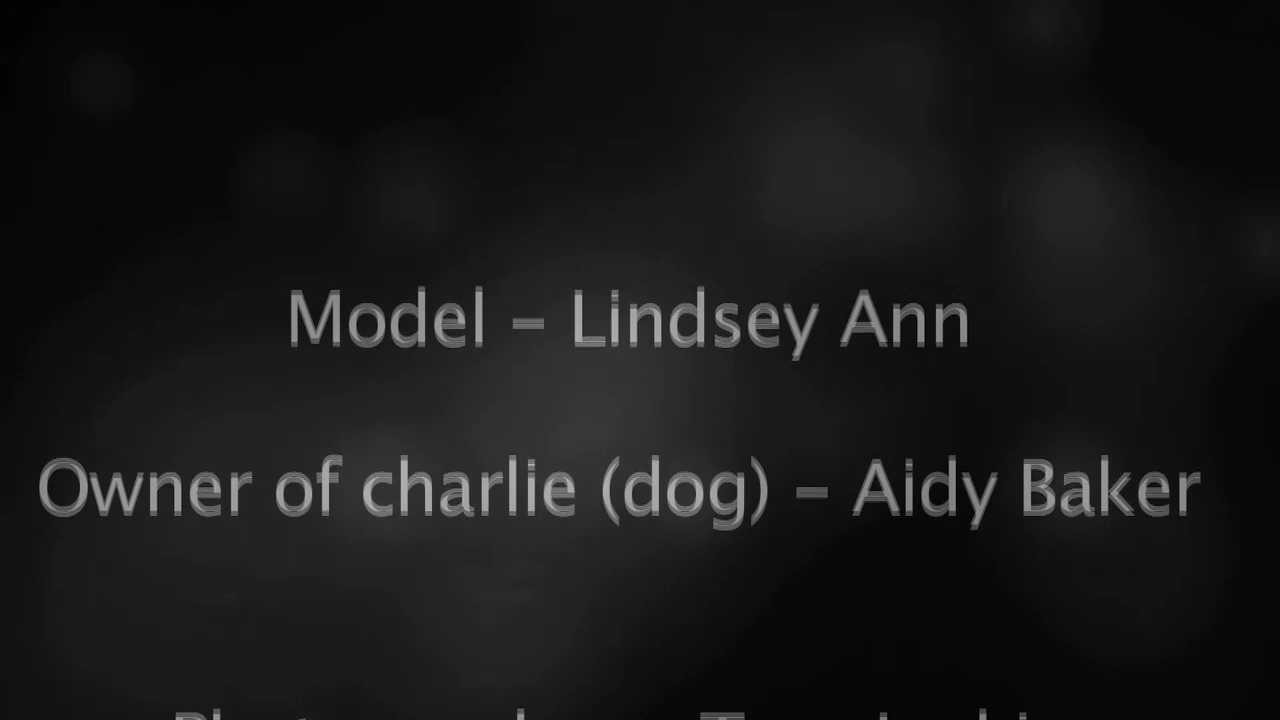 Model – Lindsey Ann
Owner of charlie (dog) – Aidy Baker